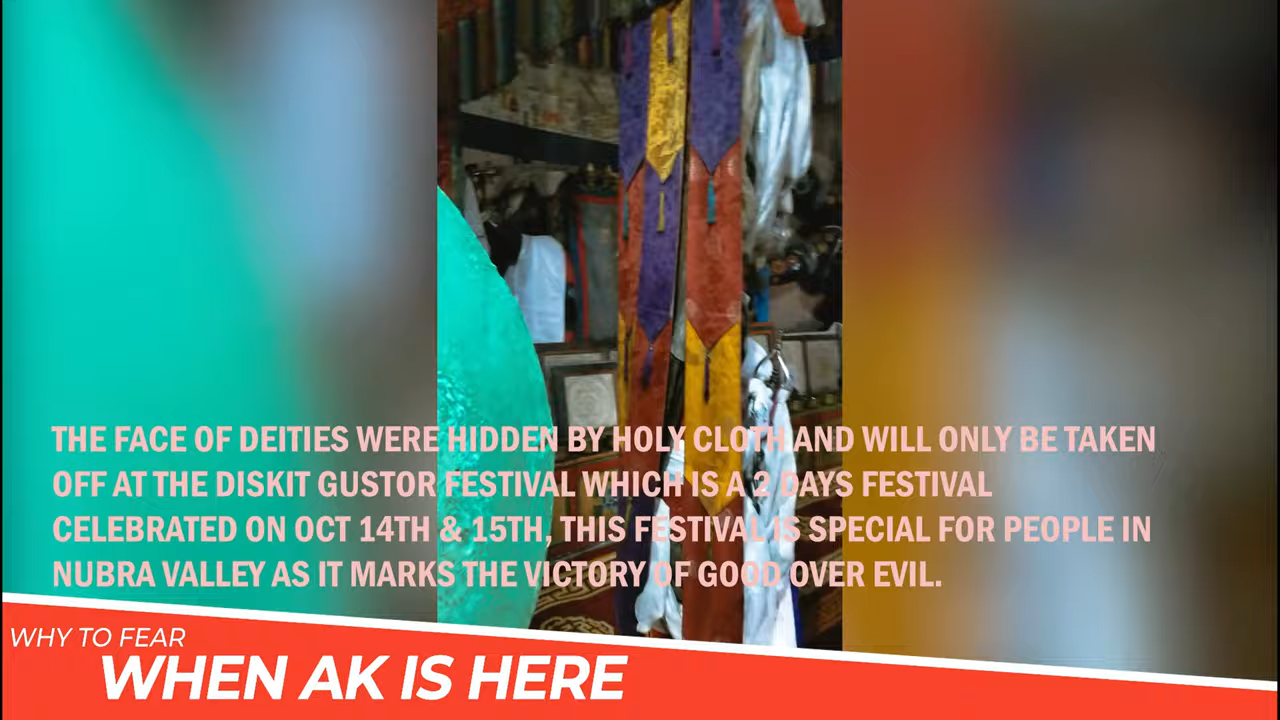 THE FACE OF DEITIES WERE HIDDEN BY HOLY CLOTH AND WILL ONLY BE TAKEN
OFF AT THE DISKIT GUSTOR FESTIVAL WHICH IS A 2 DAYS FESTIVAL
CELEBRATED ON OCT 14TH & 15TH, THIS FESTIVAL IS SPECIAL FOR PEOPLE IN
NUBRA VALLEY AS IT MARKS THE VICTORY OF GOOD OVER EVIL.
WHY TO FEAR
WHEN AK IS HERE